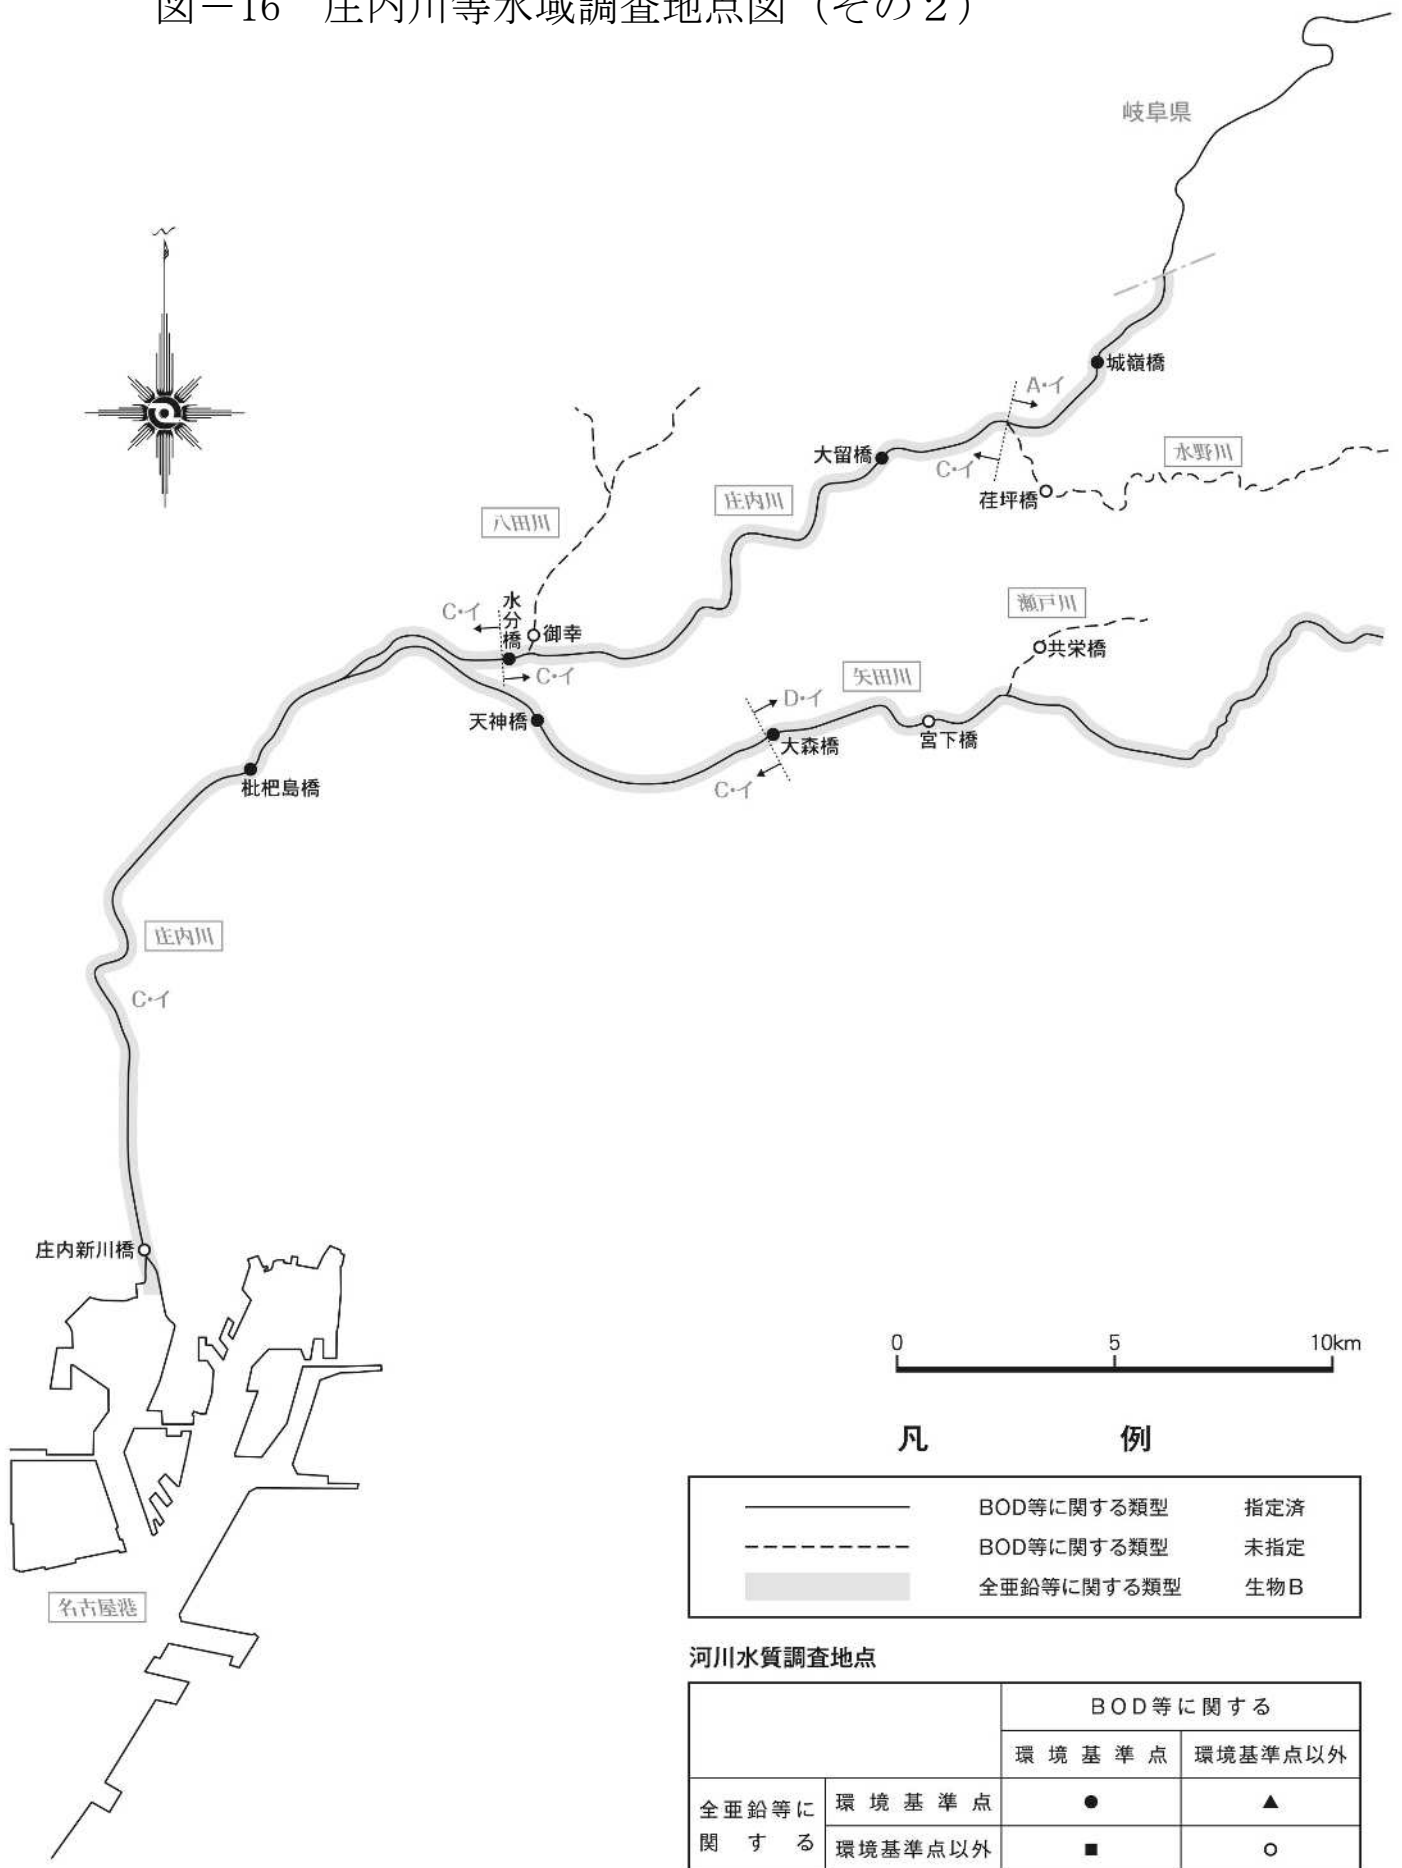 図－16 庄内川等水域調査地点図（その２）
岐阜県
城嶺橋
A・イ
大留橋
C・イ
水野川
荏坪橋
庄内川
八田川
瀬戸川
C・イ
水分橋
御幸
共栄橋
C・イ
矢田川
D・イ
天神橋
大森橋
宮下橋
C・イ
枇杷島橋
庄内川
C・イ
庄内新川橋
0 5 10km
凡 例
BOD等に関する類型 指定済
BOD等に関する類型 未指定
全亜鉛等に関する類型 生物B
名古屋港
河川水質調査地点
BOD等に関する
環境基準点 環境基準点以外
全亜鉛等に関する
環境基準点 ● ▲
環境基準点以外 ■ ○